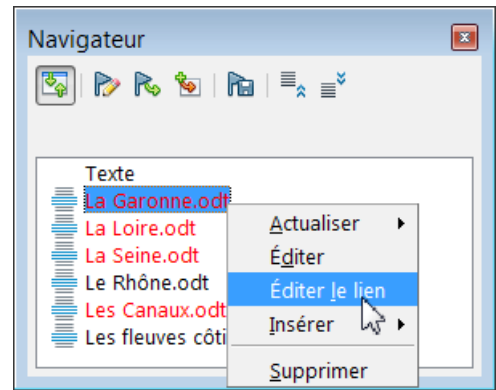 Navigateur
Texte
La Garonne.odt
La Loire.odt
La Seine.odt
Le Rhône.odt
Les Canaux.odt
Les fleuves côti
Actualiser
Éditer
Éditer le lien
Insérer
Supprimer